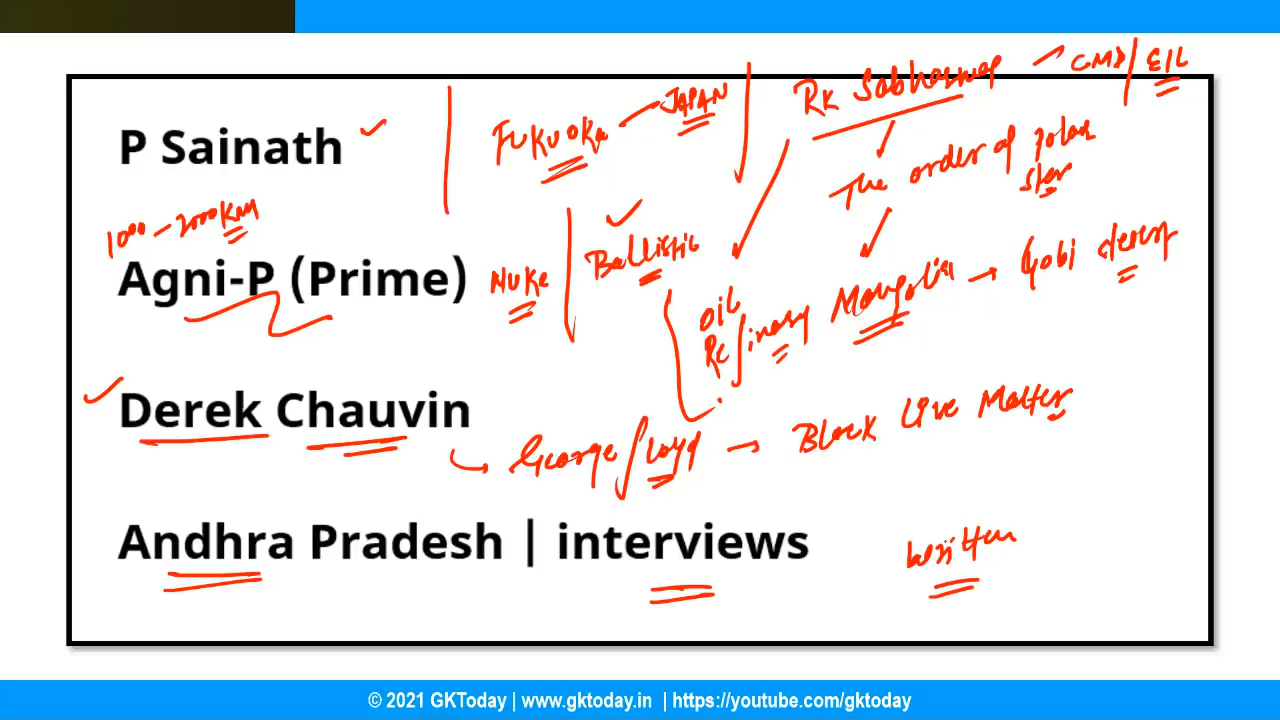 RK Sabharwal CMD/EIL
P Sainath
FUKUOKA JAPAN
The order of Polar
Star
1000 - 2000 KM
Agni-P (Prime)
NUKE
Ballistic
OIL
Refinery Mongolia Gobi desert
Derek Chauvin
George Floyd Black Live Matter
Andhra Pradesh | interviews
written
© 2021 GKToday | www.gktoday.in | https://youtube.com/gktoday